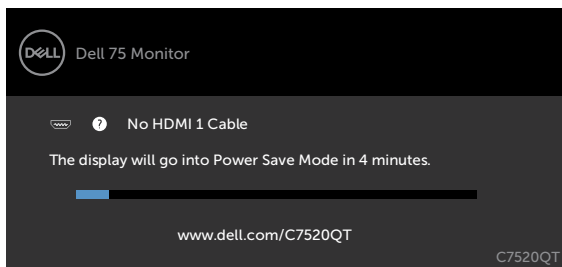 DELL
Dell 75 Monitor
? No HDMI 1 Cable
The display will go into Power Save Mode in 4 minutes.
www.dell.com/C7520QT
C7520QT